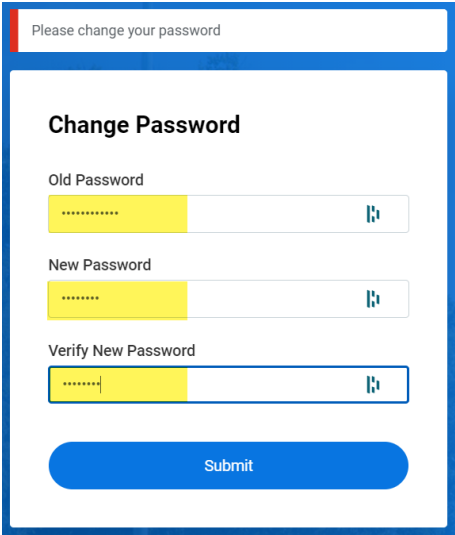 Please change your password
Change Password
Old Password
••••••••••••
New Password
••••••••
Verify New Password
••••••••
Submit